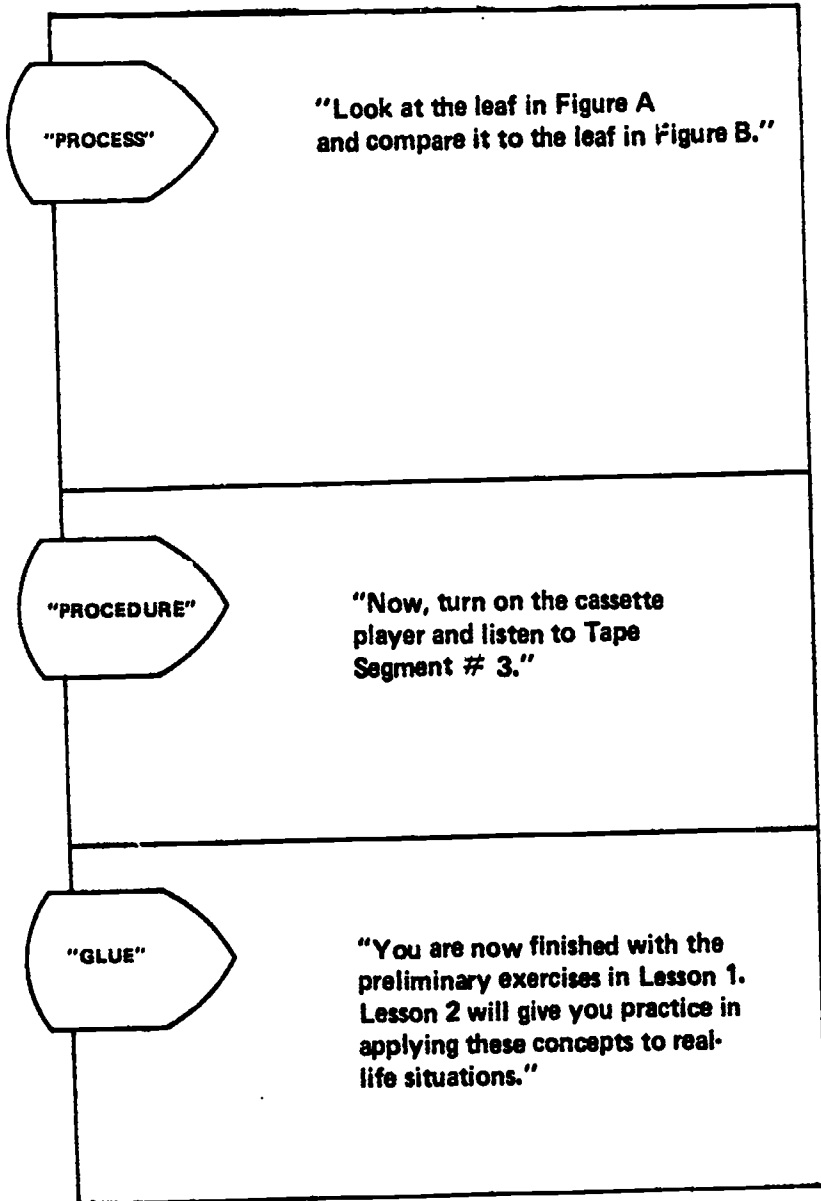 "PROCESS"
"Look at the leaf in Figure A
and compare it to the leaf in Figure B."
"PROCEDURE"
"Now, turn on the cassette
player and listen to Tape
Segment # 3."
"GLUE"
"You are now finished with the
preliminary exercises in Lesson 1.
Lesson 2 will give you practice in
applying these concepts to real-
life situations."